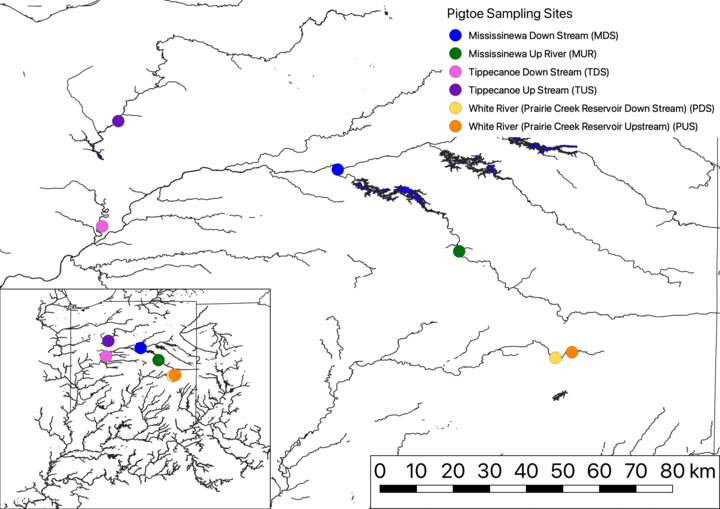 Pigtoe Sampling Sites
Mississinewa Down Stream (MDS)
Mississinewa Up River (MUR)
Tippecanoe Down Stream (TDS)
Tippecanoe Up Stream (TUS)
White River (Prairie Creek Reservoir Down Stream) (PDS)
White River (Prairie Creek Reservoir Upstream) (PUS)
0 10 20 30 40 50 60 70 80 km